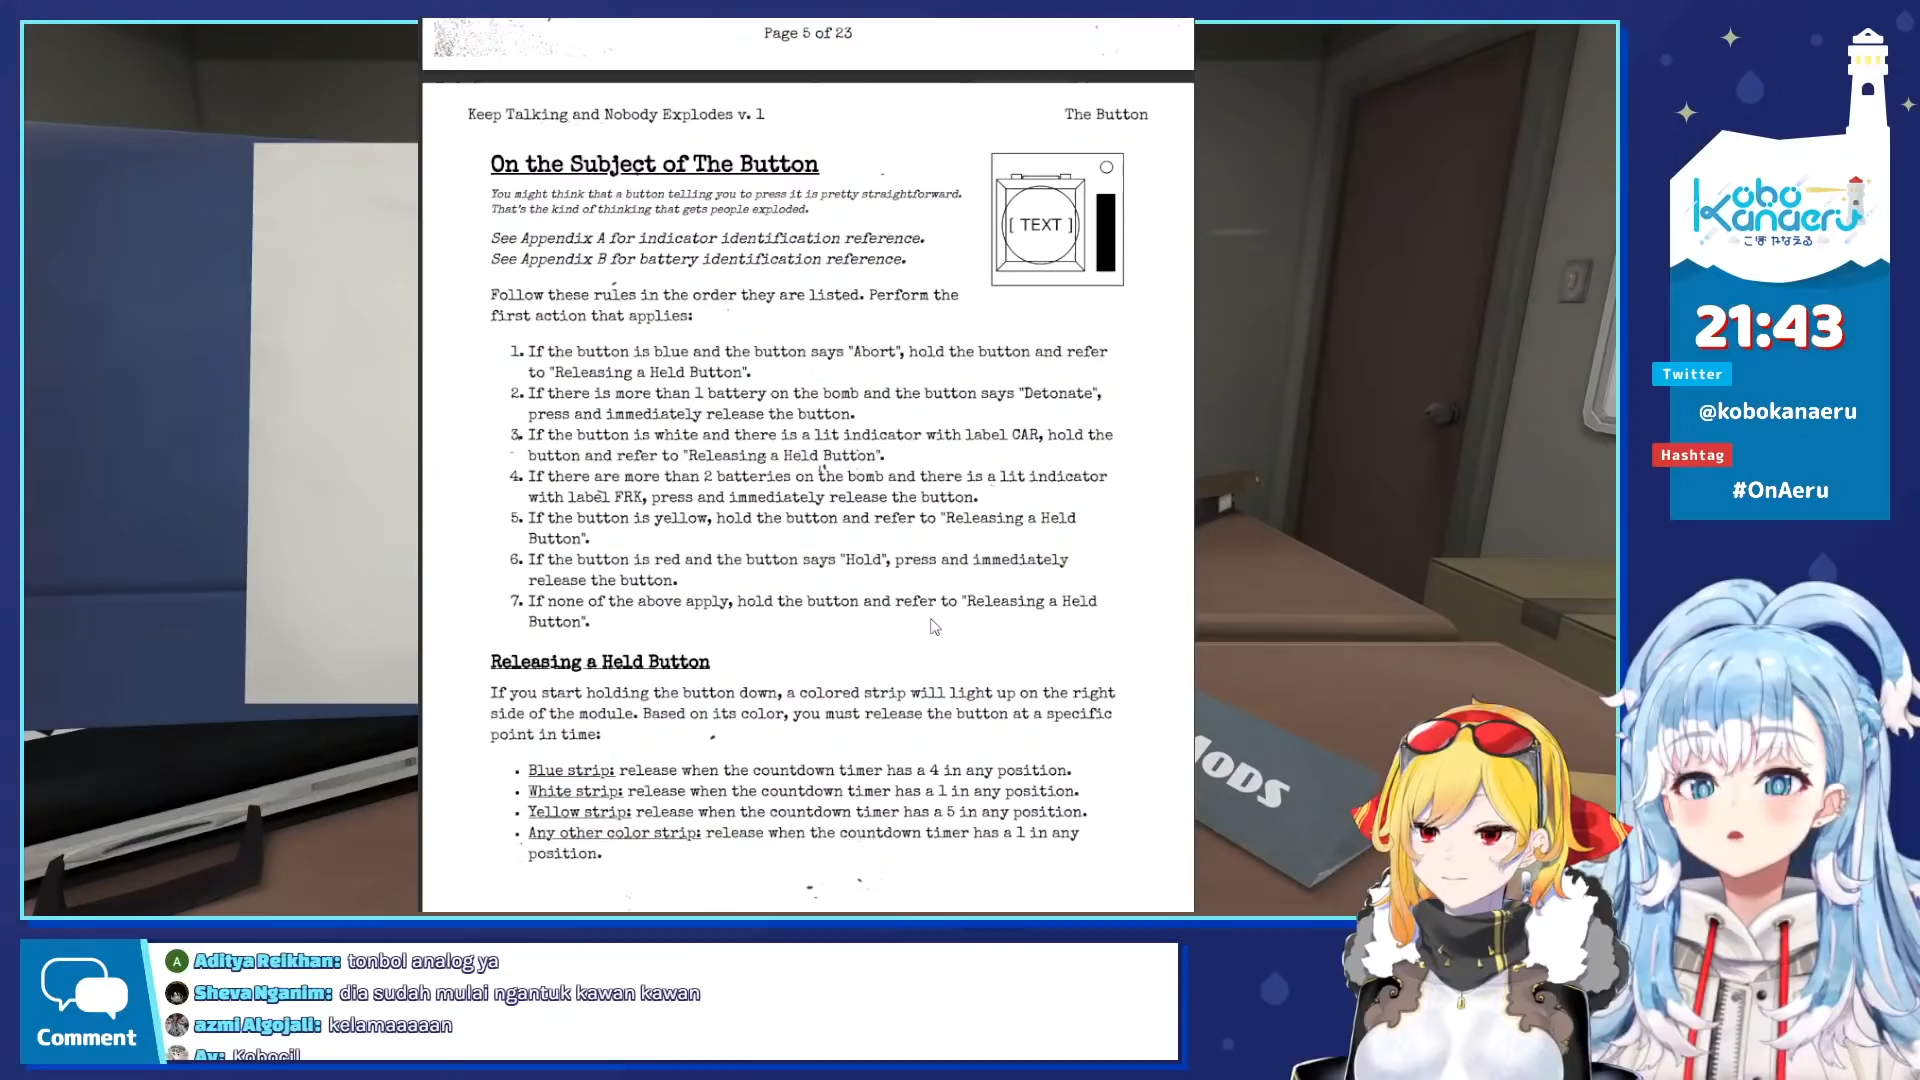 Page 5 of 23
Keep Talking and Nobody Explodes v. 1
The Button
On the Subject of The Button
You might think that a button telling you to press it is pretty straightforward.
That's the kind of thinking that gets people exploded.
See Appendix A for indicator identification reference.
See Appendix B for battery identification reference.
[ TEXT ]
Follow these rules in the order they are listed. Perform the
first action that applies:
1. If the button is blue and the button says "Abort", hold the button and refer
to "Releasing a Held Button".
2. If there is more than 1 battery on the bomb and the button says "Detonate",
press and immediately release the button.
3. If the button is white and there is a lit indicator with label CAR, hold the
button and refer to "Releasing a Held Button".
4. If there are more than 2 batteries on the bomb and there is a lit indicator
with label FRK, press and immediately release the button.
5. If the button is yellow, hold the button and refer to "Releasing a Held
Button".
6. If the button is red and the button says "Hold", press and immediately
release the button.
7. If none of the above apply, hold the button and refer to "Releasing a Held
Button".
Releasing a Held Button
If you start holding the button down, a colored strip will light up on the right
side of the module. Based on its color, you must release the button at a specific
point in time:
• Blue strip: release when the countdown timer has a 4 in any position.
• White strip: release when the countdown timer has a 1 in any position.
• Yellow strip: release when the countdown timer has a 5 in any position.
• Any other color strip: release when the countdown timer has a 1 in any
position.
MODS
Kobo
Kanaeru
こぼ かなえる
21:43
Twitter
@kobokanaeru
Hashtag
#OnAeru
Comment
A
Aditya Reikhan: tonbol analog ya
Sheva Nganim: dia sudah mulai ngantuk kawan kawan
azmi Algojali: kelamaaaaan
Ay: Kobocil